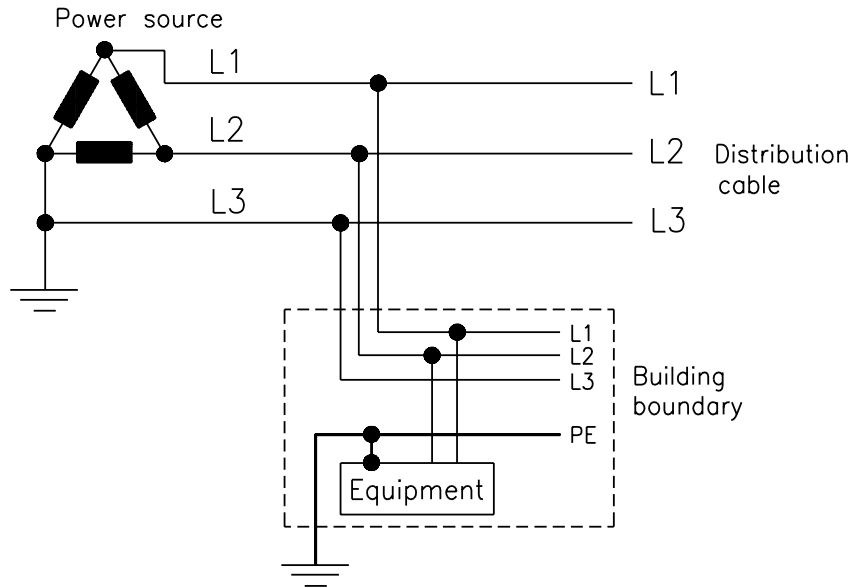 Power source
L1
L1
L2
L2
Distribution
cable
L3
L3
L1
L2
L3
Building
boundary
PE
Equipment